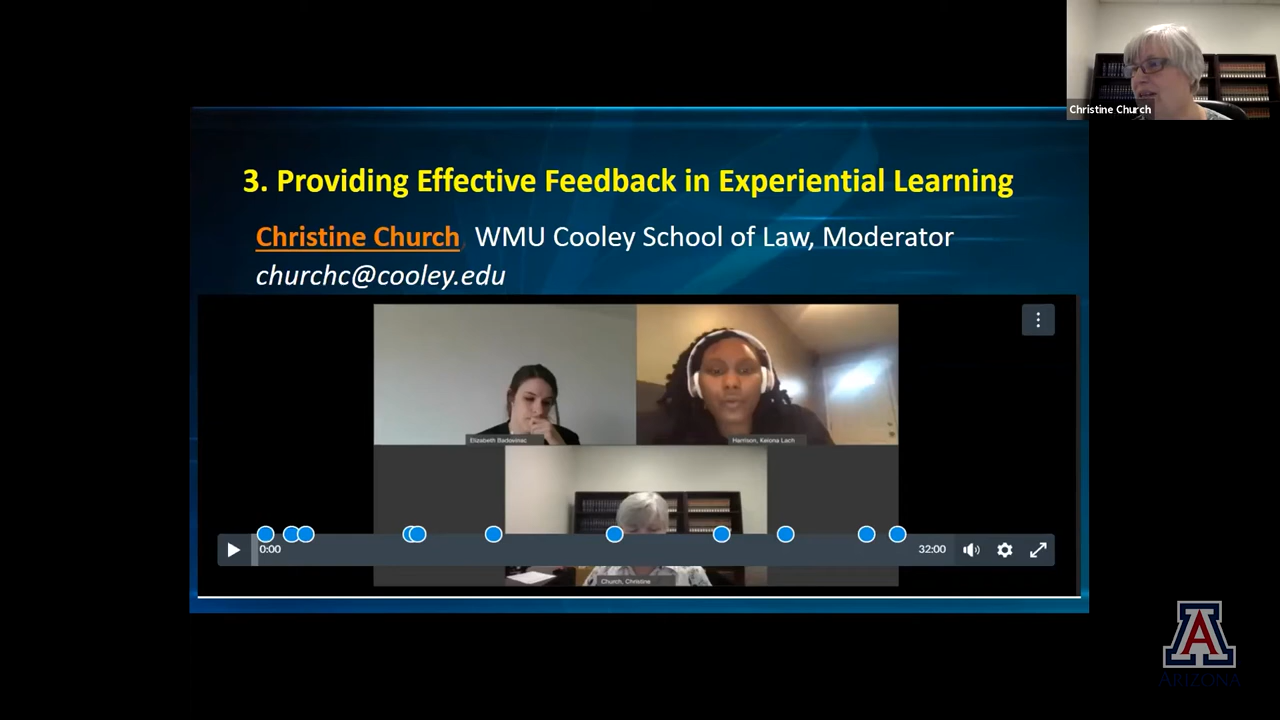 Christine Church
3. Providing Effective Feedback in Experiential Learning
Christine Church, WMU Cooley School of Law, Moderator
churchc@cooley.edu
Elizabeth Badovinac
Harrison, Keiona Lach
0:00
32:00
Church, Christine
A
ARIZONA